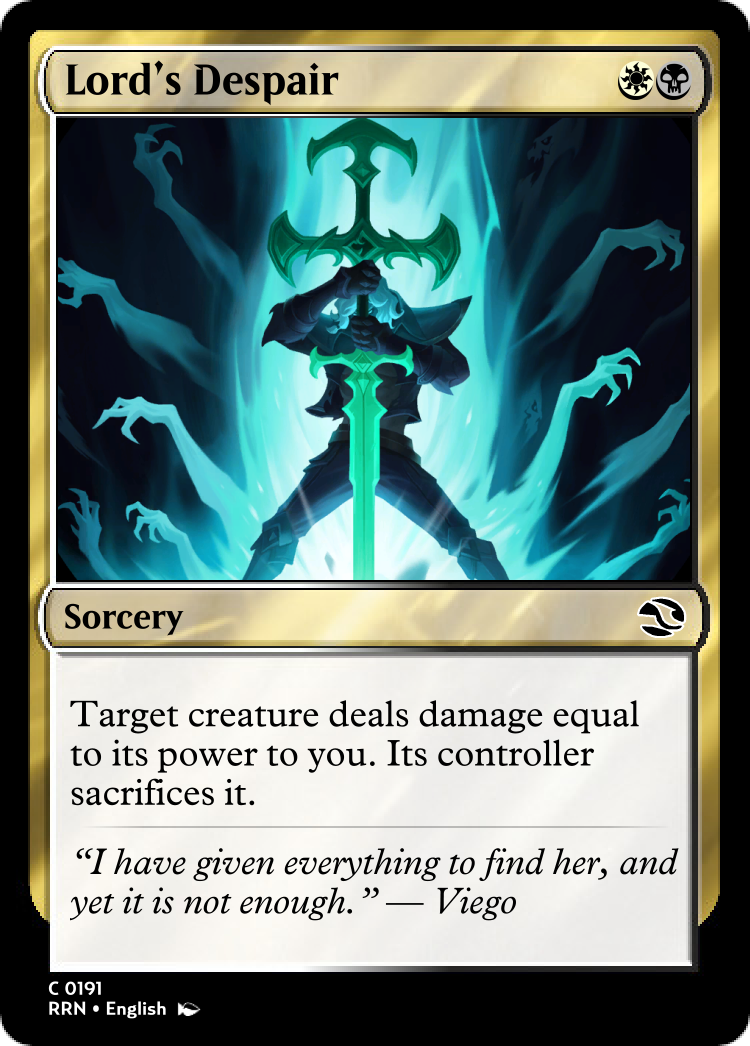 Lord's Despair
Sorcery
Target creature deals damage equal
to its power to you. Its controller
sacrifices it.
“I have given everything to find her, and
yet it is not enough.” — Viego
C 0191
RRN • English